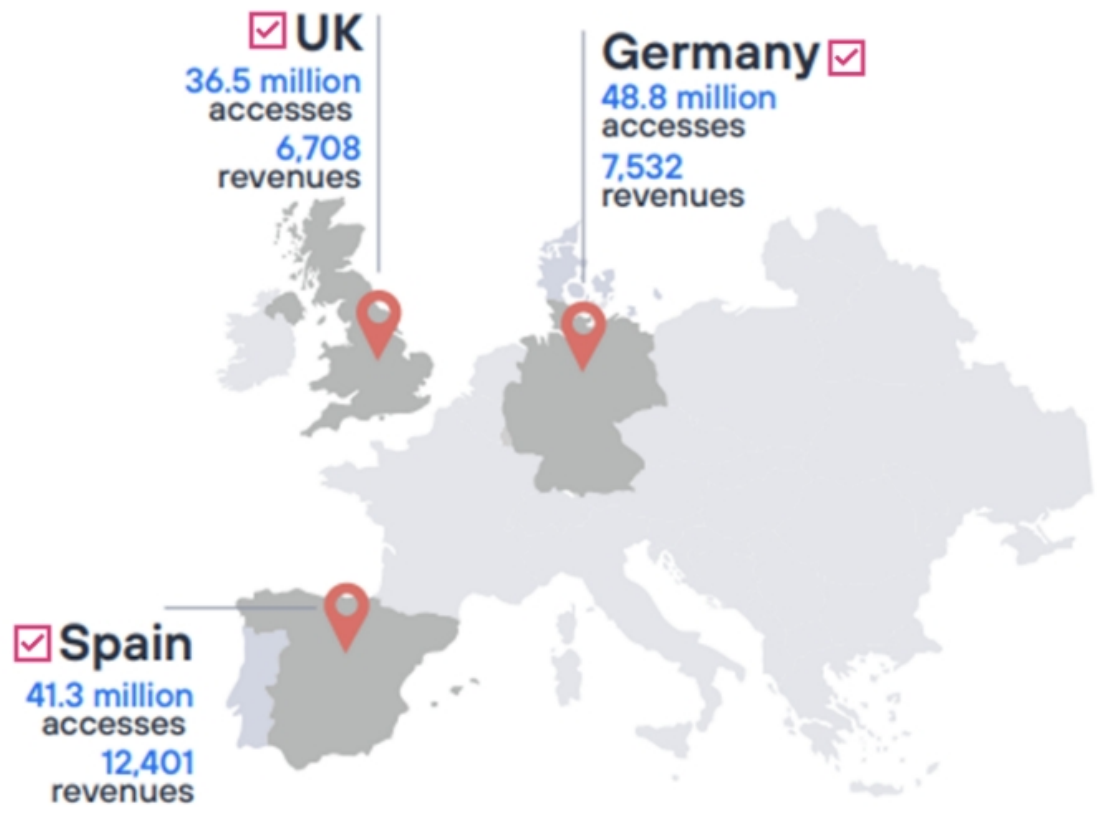 UK
36.5 million
accesses
6,708
revenues
Germany
48.8 million
accesses
7,532
revenues
Spain
41.3 million
accesses
12,401
revenues